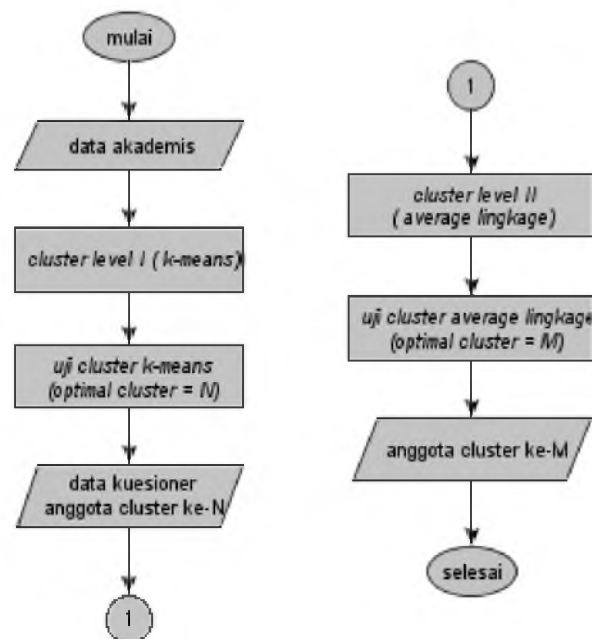 mulai
data akademis
cluster level I ( k-means)
uji cluster k-means
(optimal cluster = N)
data kuesioner
anggota cluster ke-N
1
1
cluster level II
( average lingkage)
uji cluster average lingkage
(optimal cluster = M)
anggota cluster ke-M
selesai